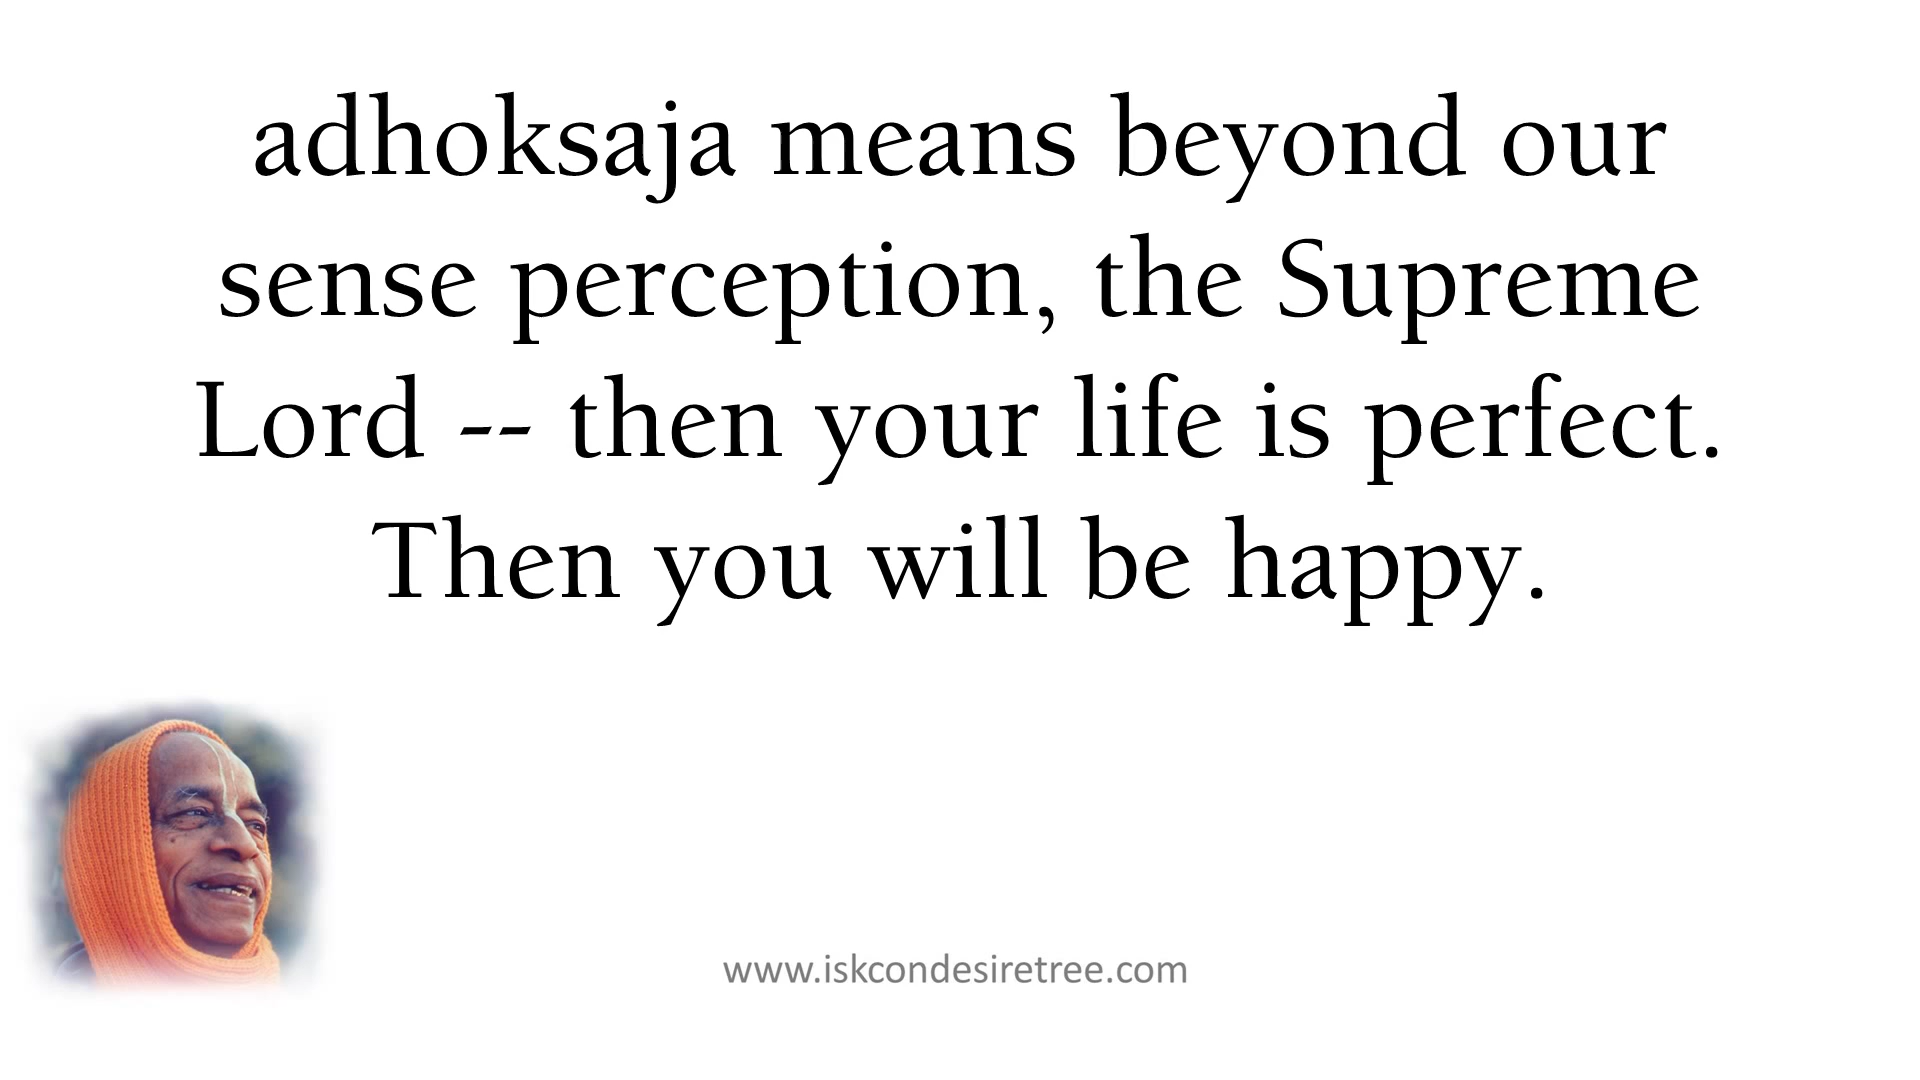 adhoksaja means beyond our
sense perception, the Supreme
Lord -- then your life is perfect.
Then you will be happy.
www.iskcondesiretree.com